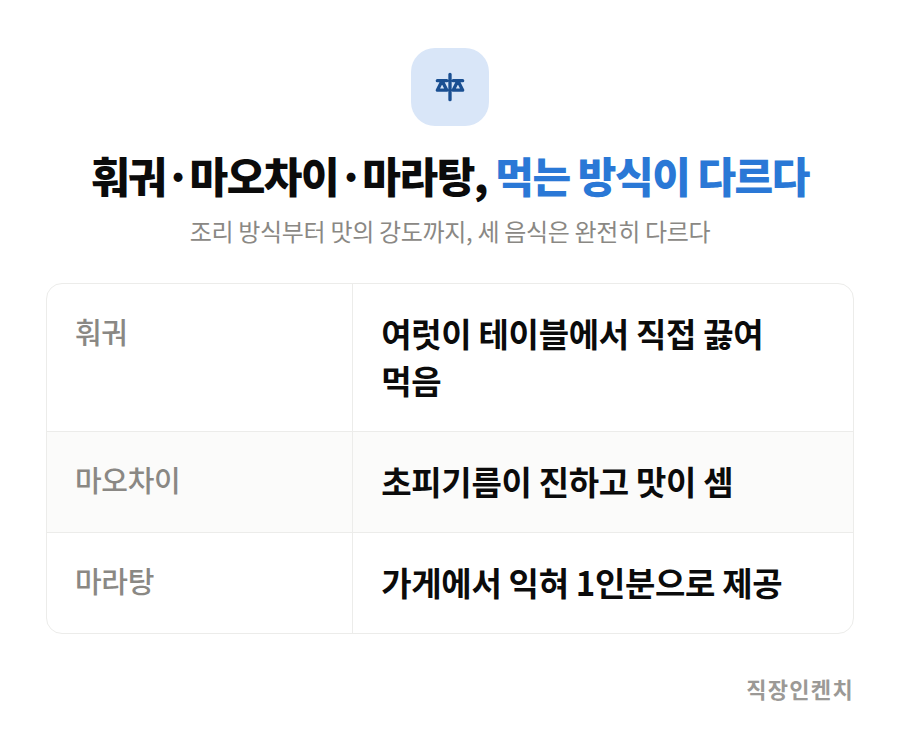 훠궈·마오차이·마라탕, 먹는 방식이 다르다
조리 방식부터 맛의 강도까지, 세 음식은 완전히 다르다
훠궈
여럿이 테이블에서 직접 끓여
먹음
마오차이
초피기름이 진하고 맛이 셈
마라탕
가게에서 익혀 1인분으로 제공
직장인켄치